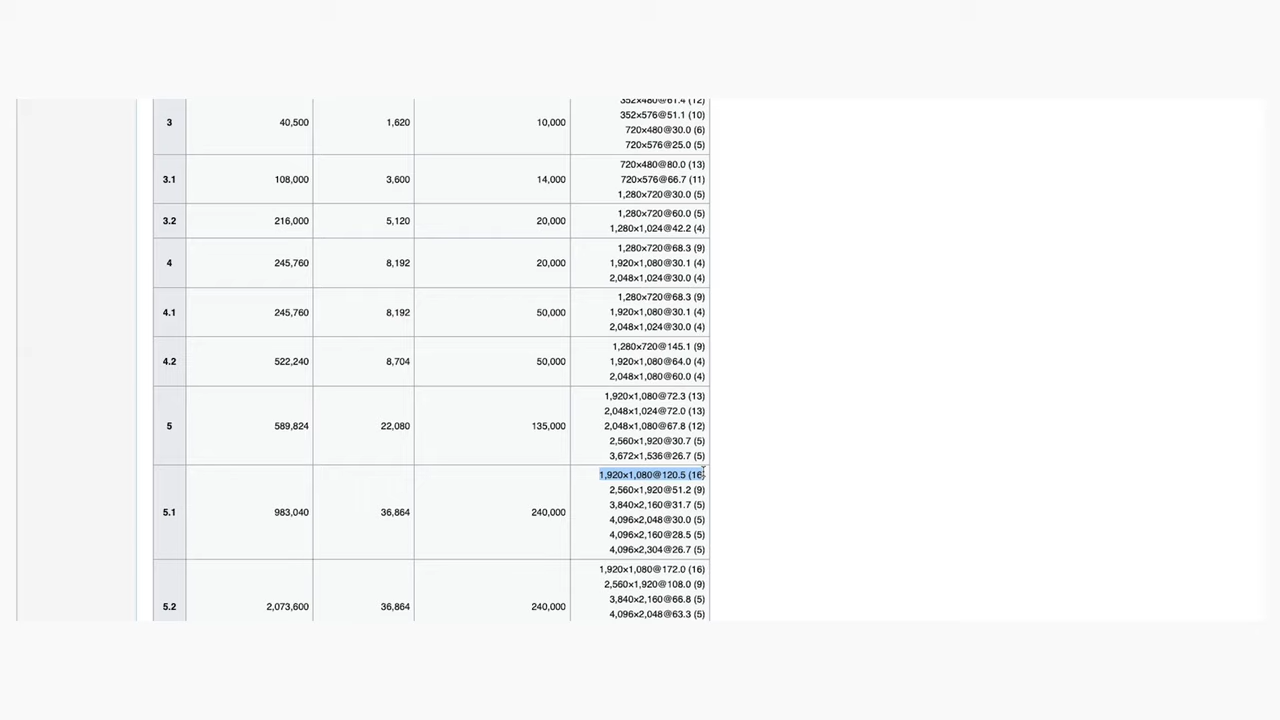 352×480@61.4 (12)
3 40,500 1,620 10,000 352×576@51.1 (10)
720×480@30.0 (6)
720×576@25.0 (5)
720×480@80.0 (13)
3.1 108,000 3,600 14,000 720×576@66.7 (11)
1,280×720@30.0 (5)
3.2 216,000 5,120 20,000 1,280×720@60.0 (5)
1,280×1,024@42.2 (4)
1,280×720@68.3 (9)
4 245,760 8,192 20,000 1,920×1,080@30.1 (4)
2,048×1,024@30.0 (4)
1,280×720@68.3 (9)
4.1 245,760 8,192 50,000 1,920×1,080@30.1 (4)
2,048×1,024@30.0 (4)
1,280×720@145.1 (9)
4.2 522,240 8,704 50,000 1,920×1,080@64.0 (4)
2,048×1,080@60.0 (4)
1,920×1,080@72.3 (13)
2,048×1,024@72.0 (13)
5 589,824 22,080 135,000 2,048×1,080@67.8 (12)
2,560×1,920@30.7 (5)
3,672×1,536@26.7 (5)
1,920×1,080@120.5 (16)
2,560×1,920@51.2 (9)
5.1 983,040 36,864 240,000 3,840×2,160@31.7 (5)
4,096×2,048@30.0 (5)
4,096×2,160@28.5 (5)
4,096×2,304@26.7 (5)
1,920×1,080@172.0 (16)
2,560×1,920@108.0 (9)
5.2 2,073,600 36,864 240,000 3,840×2,160@66.8 (5)
4,096×2,048@63.3 (5)